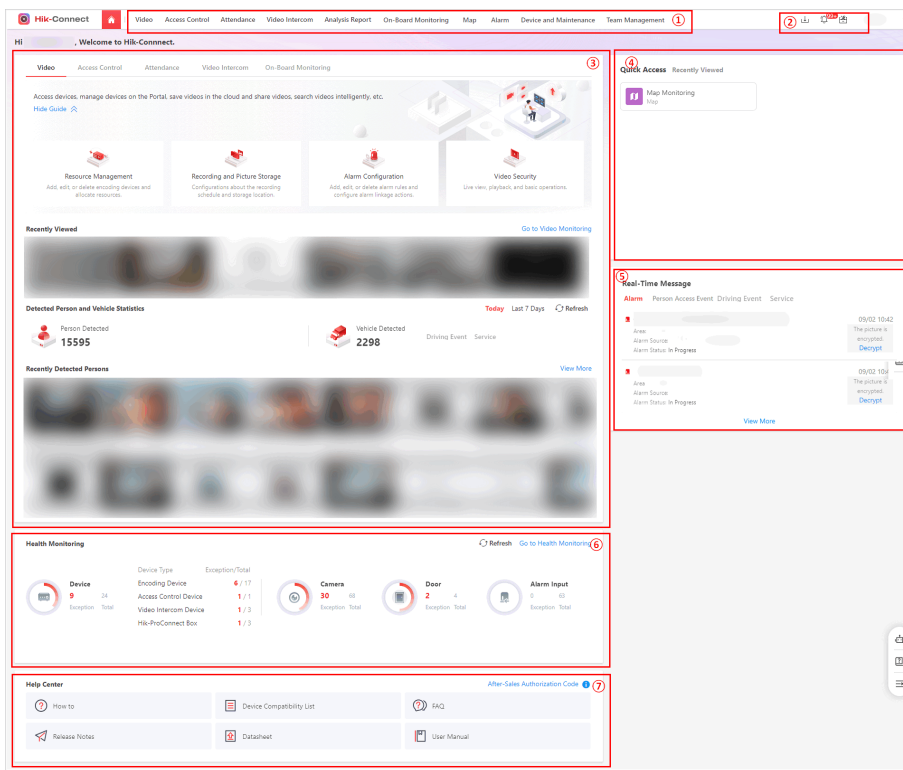 Hik-Connect Video Access Control Attendance Video Intercom Analysis Report On-Board Monitoring Map Alarm Device and Maintenance Team Management ① ②
Hi , Welcome to Hik-Connnect.
Video Access Control Attendance Video Intercom On-Board Monitoring ③
Access devices, manage devices on the Portal, save videos in the cloud and share videos, search videos intelligently, etc.
Hide Guide
Resource Management
Add, edit, or delete encoding devices and
allocate resources.
Recording and Picture Storage
Configurations about the recording
schedule and storage location.
Alarm Configuration
Add, edit, or delete alarm rules and
configure alarm linkage actions.
Video Security
Live view, playback, and basic operations.
Recently Viewed Go to Video Monitoring
Detected Person and Vehicle Statistics Today Last 7 Days Refresh
Person Detected
15595
Vehicle Detected
2298
Driving Event Service
Recently Detected Persons View More
④
Quick Access Recently Viewed
Map Monitoring
Map
⑤
Real-Time Message
Alarm Person Access Event Driving Event Service
09/02 10:42
Area
Alarm Source
Alarm Status: In Progress
The picture is
encrypted.
Decrypt
09/02 10:4
Area
Alarm Source
Alarm Status: In Progress
The picture is
encrypted.
Decrypt
View More
Health Monitoring Refresh Go to Health Monitoring ⑥
Device
9 24
Exception Total
Device Type Exception/Total
Encoding Device 6 / 17
Access Control Device 1 / 1
Video Intercom Device 1 / 3
Hik-ProConnect Box 1 / 3
Camera
30 68
Exception Total
Door
2 4
Exception Total
Alarm Input
0 63
Exception Total
Help Center After-Sales Authorization Code ⑦
How to Device Compatibility List FAQ
Release Notes Datasheet User Manual